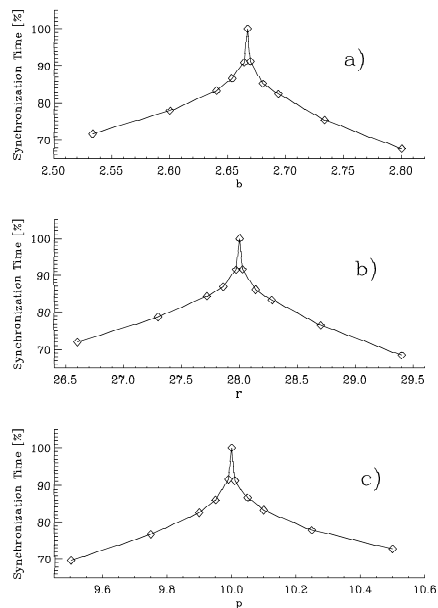 Synchronization Time [%]
100
90
80
70
a)
2.50 2.55 2.60 2.65 2.70 2.75 2.80
b
Synchronization Time [%]
100
90
80
70
b)
26.5 27.0 27.5 28.0 28.5 29.0 29.5
r
Synchronization Time [%]
100
90
80
70
c)
9.6 9.8 10.0 10.2 10.4 10.6
p